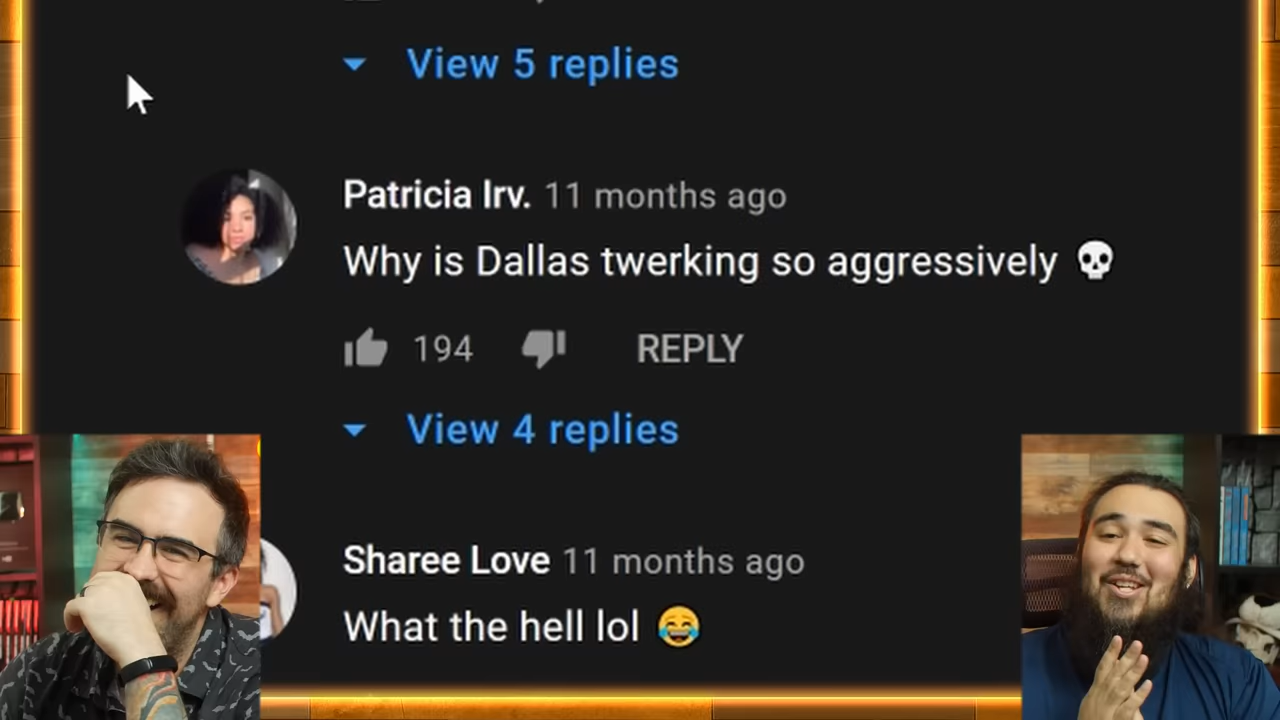 View 5 replies
Patricia Irv. 11 months ago
Why is Dallas twerking so aggressively 💀
194 REPLY
View 4 replies
Sharee Love 11 months ago
What the hell lol 😂